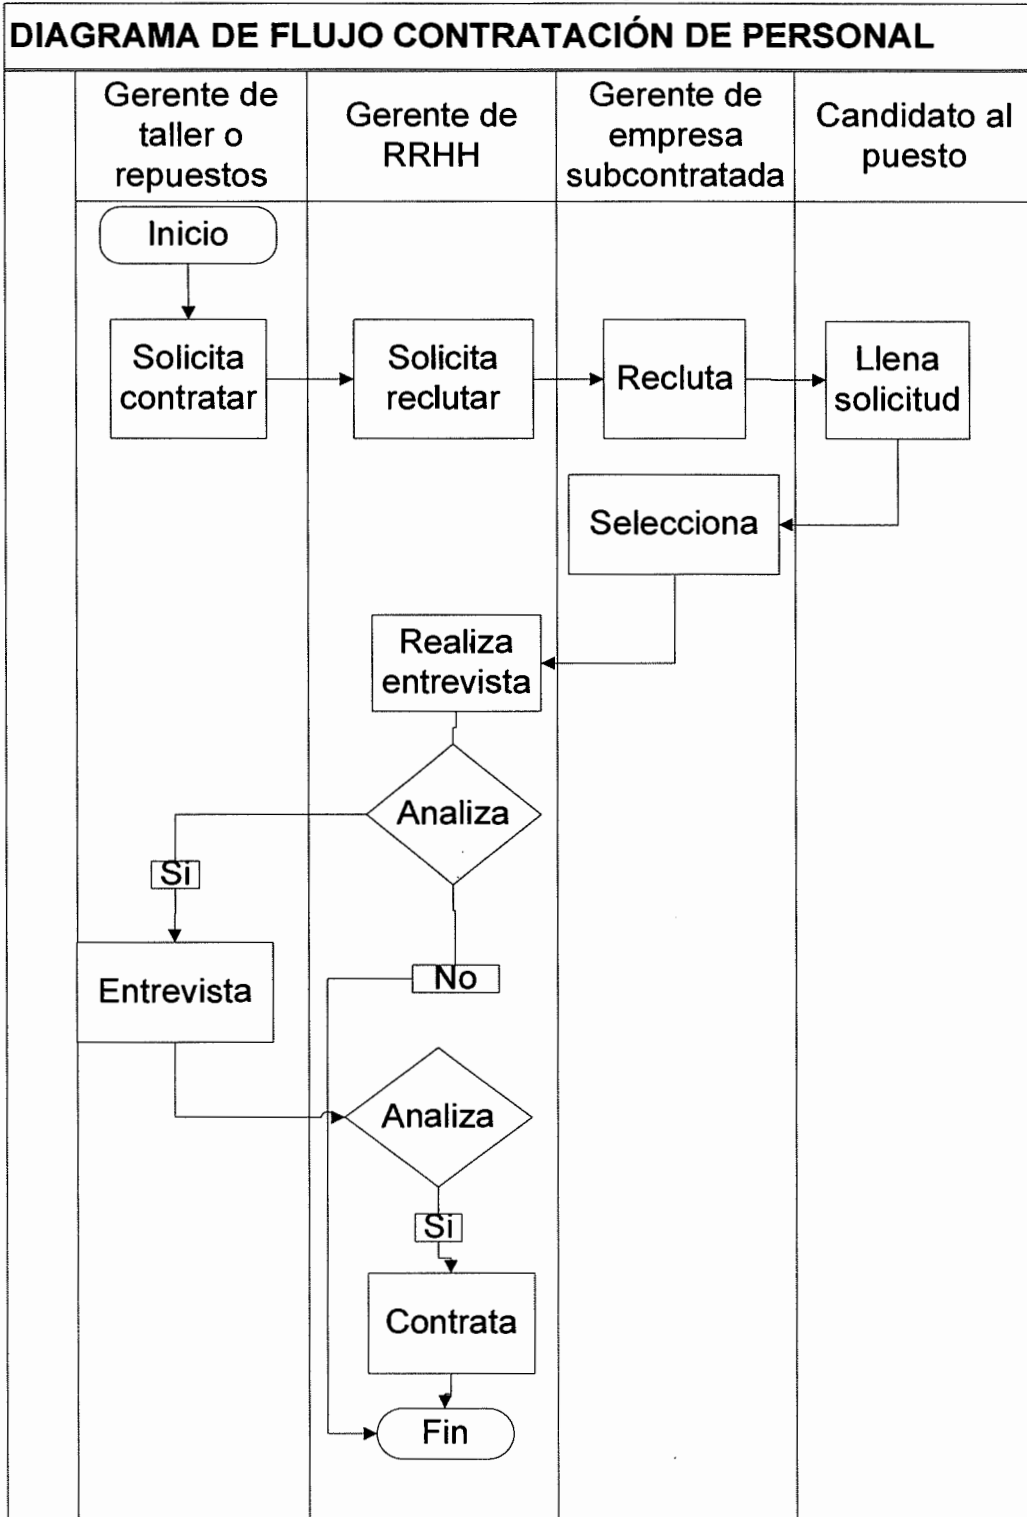 DIAGRAMA DE FLUJO CONTRATACIÓN DE PERSONAL
Gerente de
taller o
repuestos
Gerente de
RRHH
Gerente de
empresa
subcontratada
Candidato al
puesto
Inicio
Solicita
contratar
Solicita
reclutar
Recluta
Llena
solicitud
Selecciona
Realiza
entrevista
Analiza
Si
Entrevista
No
Analiza
Si
Contrata
Fin